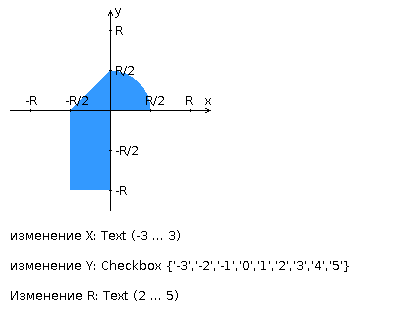 y
R
R/2
-R -R/2 R/2 R x
-R/2
-R
изменение X: Text (-3 ... 3)
изменение Y: Checkbox {'-3','-2','-1','0','1','2','3','4','5'}
Изменение R: Text (2 ... 5)